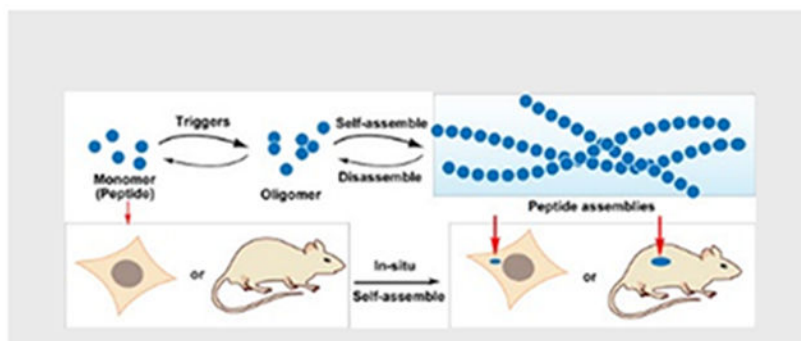 Triggers
Self-assemble
Monomer
(Peptide)
Oligomer
Disassemble
Peptide assemblies
or
In-situ
Self-assemble
or